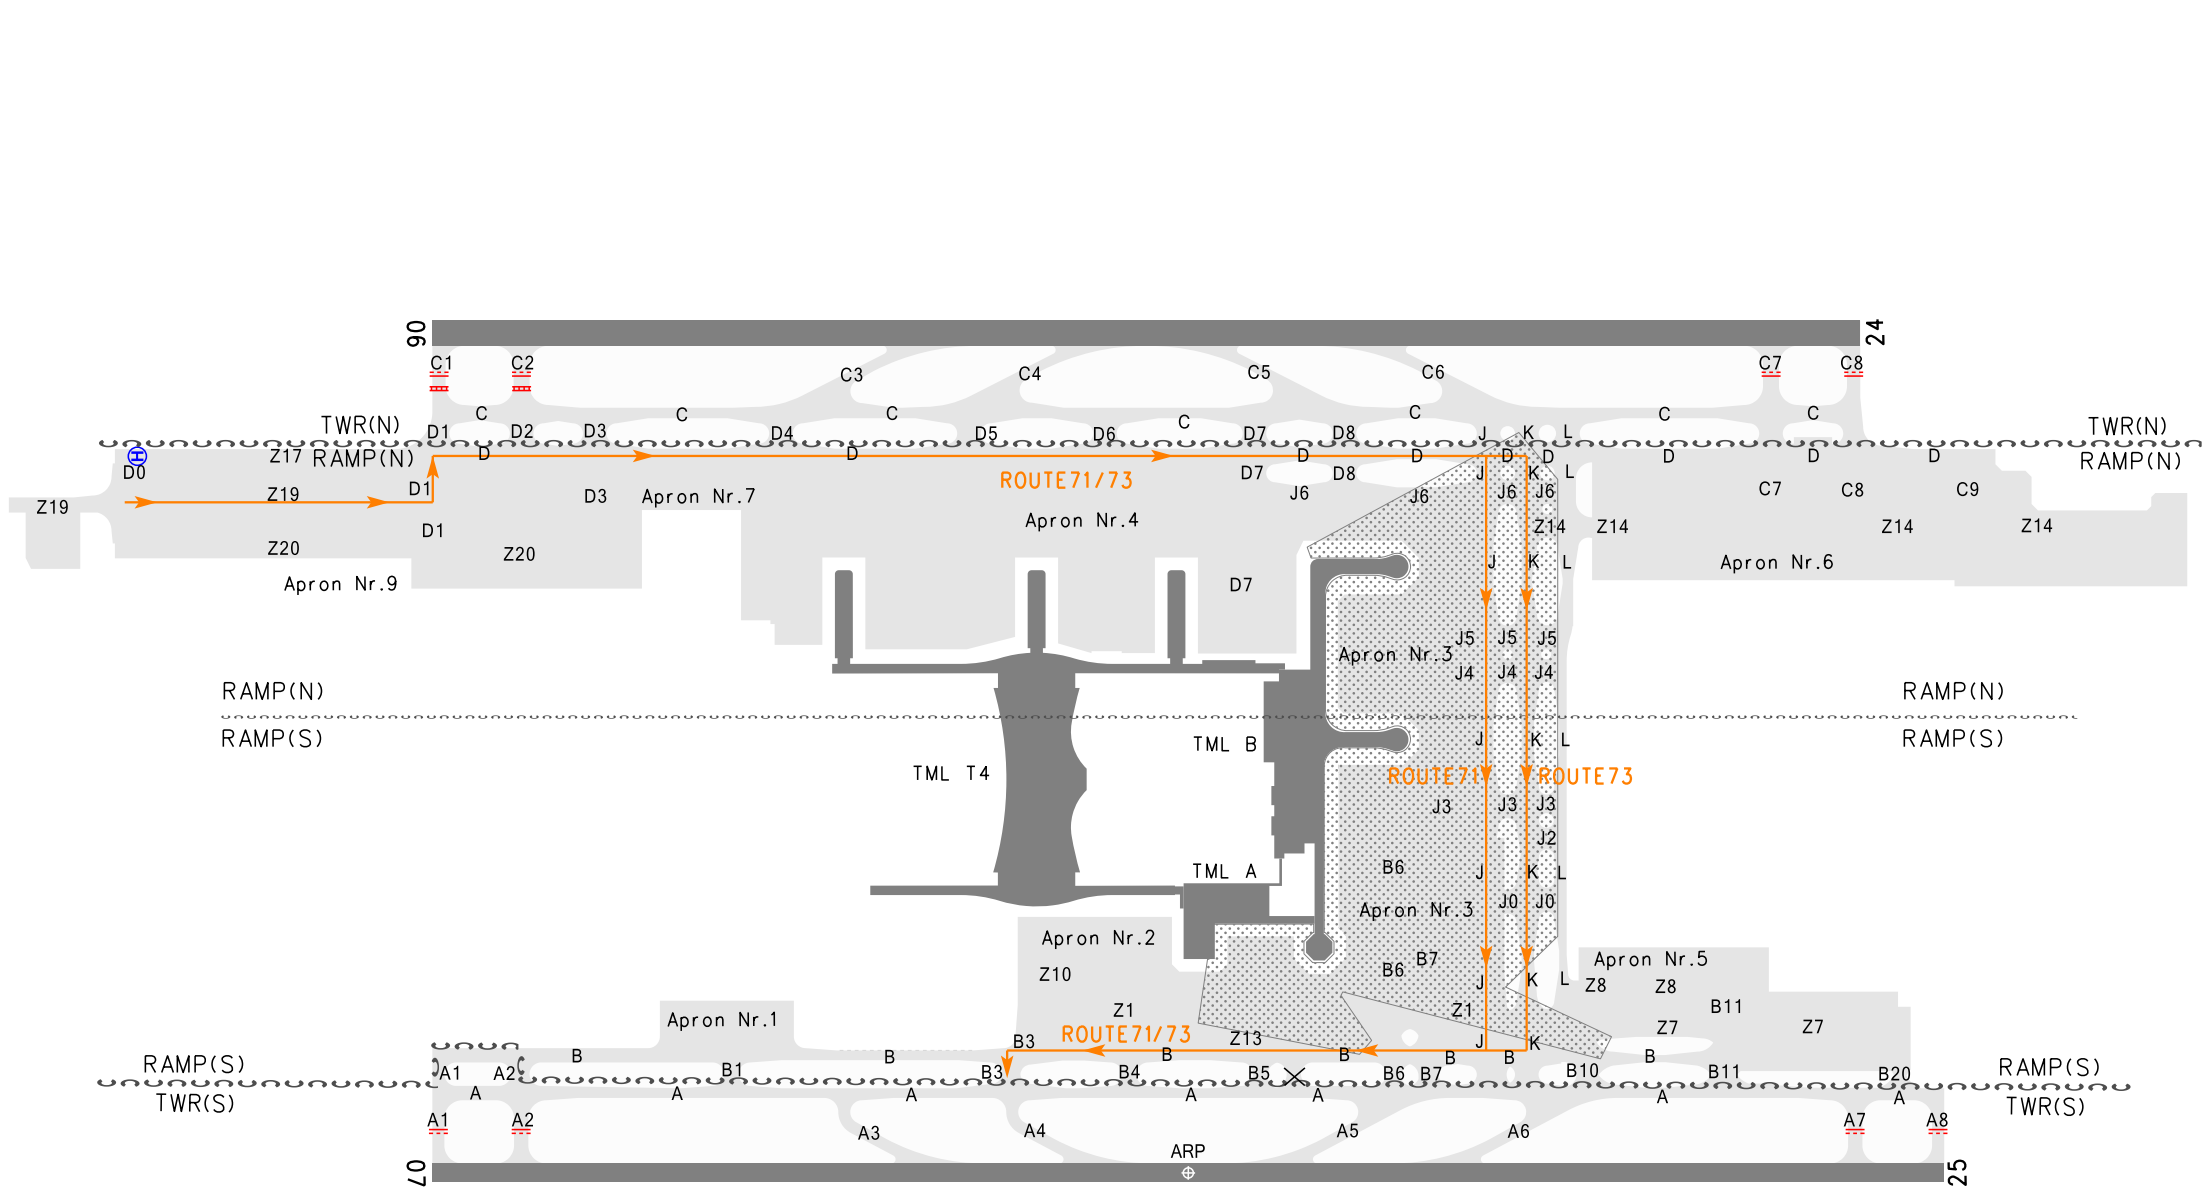 06 24
C1 C2 C3 C4 C5 C6 C7 C8
C C C C C C C
TWR(N) D1 D2 D3 D4 D5 D6 D7 D8 J K L TWR(N)
H Z17 RAMP(N) D D D D D D D D D RAMP(N)
D0 D1 ROUTE71/73 D7 D8 J K L
Z19 Z19 D3 Apron Nr.7 J6 J6 J6 J6 C7 C8 C9
D1 Apron Nr.4 Z14 Z14 Z14 Z14
Z20 Z20 J K L Apron Nr.6
Apron Nr.9 D7
J5 J5 J5
Apron Nr.3
J4 J4 J4
RAMP(N) RAMP(N)
RAMP(S) TML B J K L RAMP(S)
TML T4 ROUTE71 ROUTE73
J3 J3 J3
J2
TML A B6 J K L
Apron Nr.3 J0 J0
Apron Nr.2 B7 Apron Nr.5
Z10 B6 J K L Z8 Z8
Z1 Z1 B11
Apron Nr.1 ROUTE71/73 Z13 Z7 Z7
B3 J K
RAMP(S) B B B B B B B RAMP(S)
A1 A2 B1 B3 B4 B5 B6 B7 B10 B11 B20
TWR(S) A A A A A A A TWR(S)
A1 A2 A3 A4 A5 A6 A7 A8
ARP
07 25